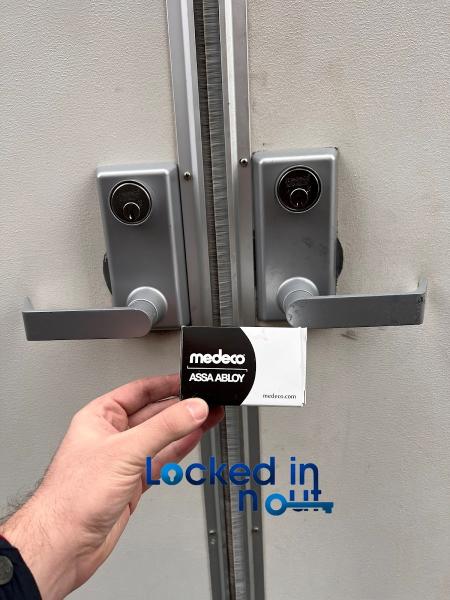 medeco
ASSA ABLOY
medeco.com
Locked in
n out